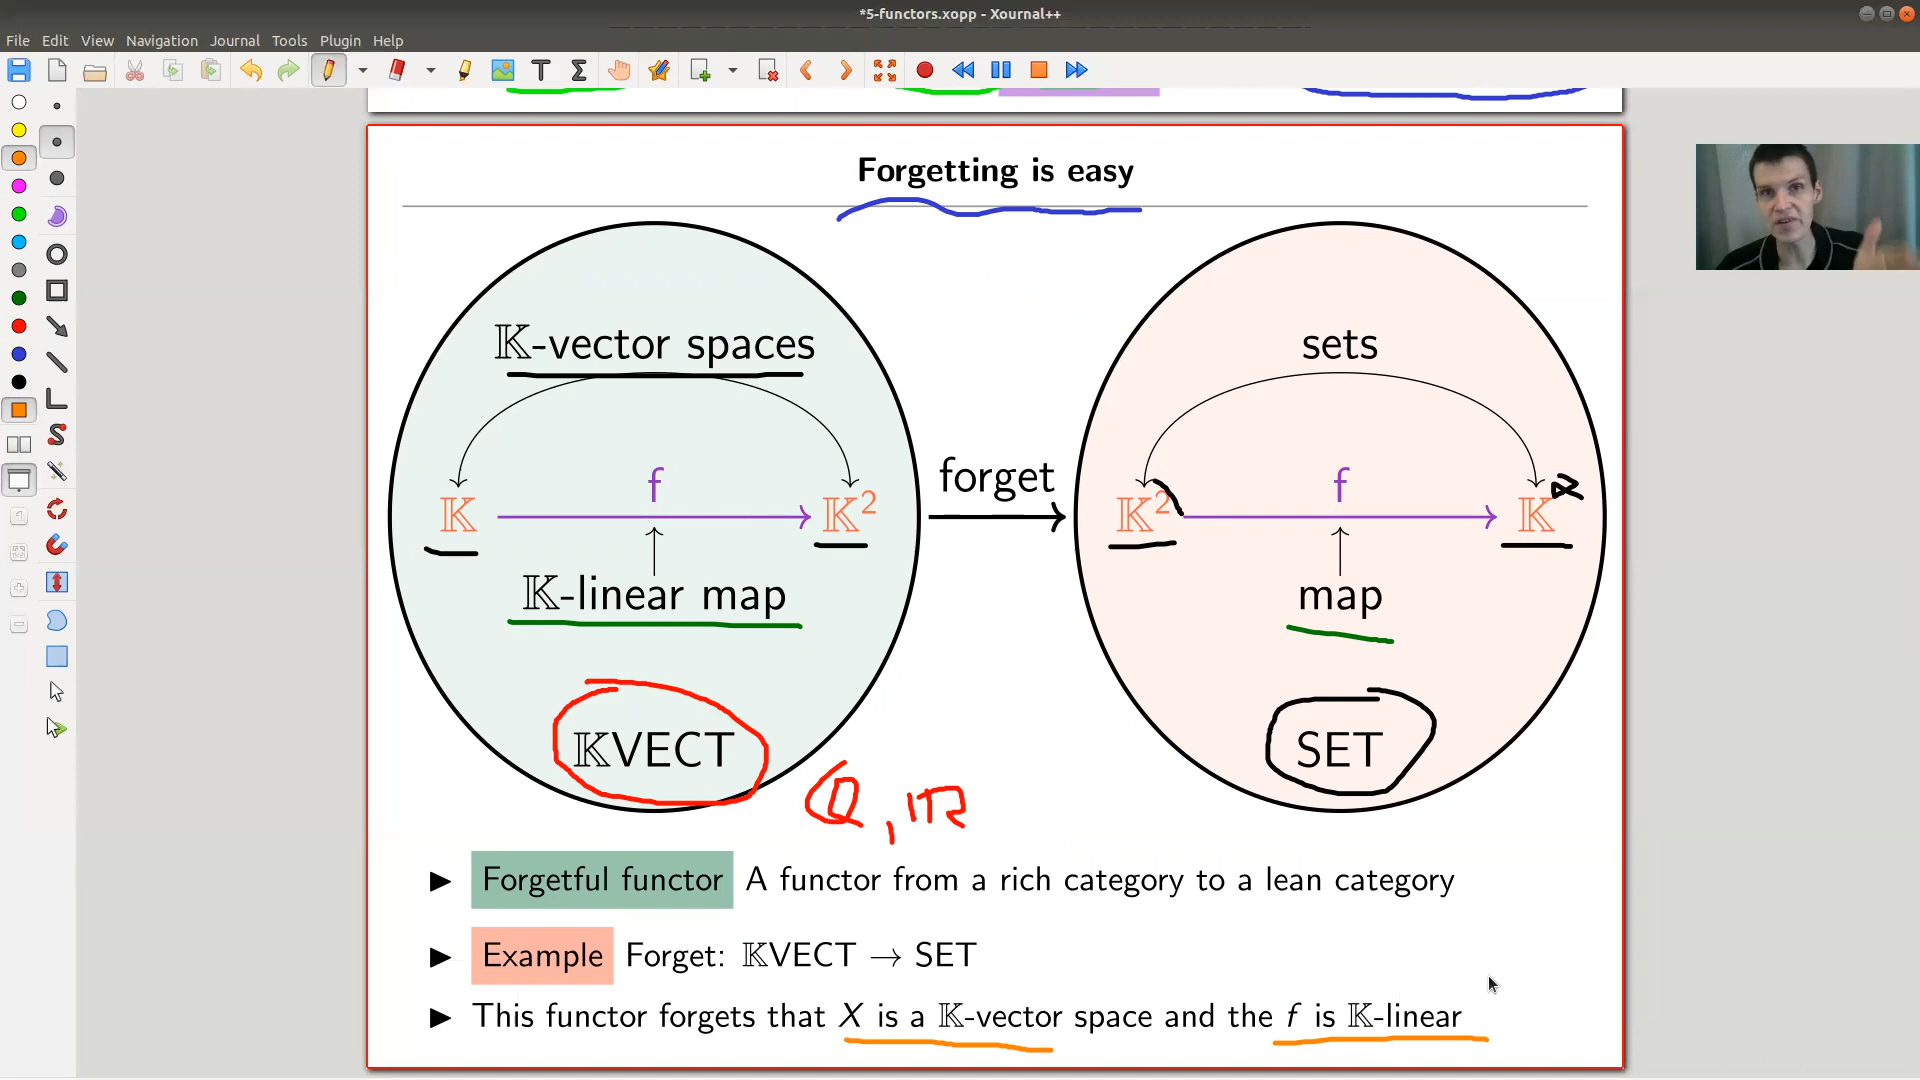 *5-functors.xopp - Xournal++
File Edit View Navigation Journal Tools Plugin Help
Forgetting is easy
𝕂-vector spaces
sets
f
forget
f
𝕂
𝕂²
𝕂²
𝕂
2
𝕂-linear map
map
𝕂VECT
SET
ℚ, ℝ
▶ Forgetful functor A functor from a rich category to a lean category
▶ Example Forget: 𝕂VECT → SET
▶ This functor forgets that X is a 𝕂-vector space and the f is 𝕂-linear